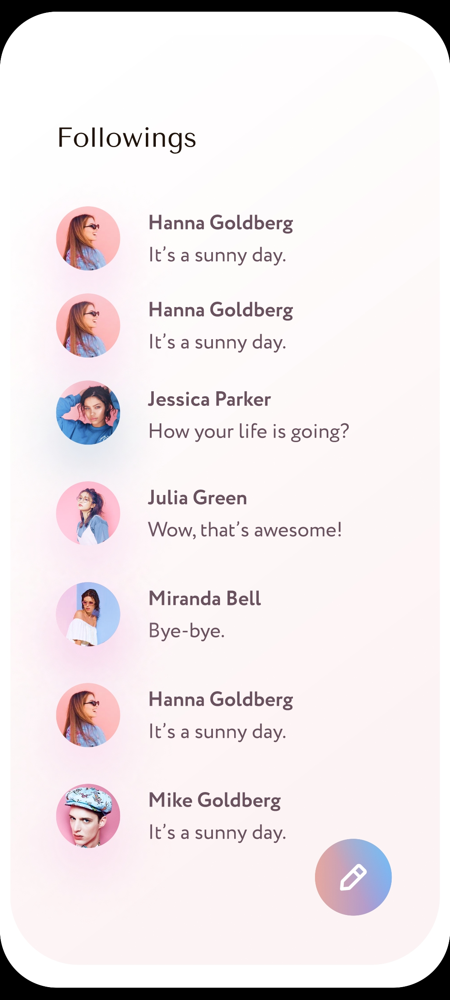 Followings
Hanna Goldberg
It’s a sunny day.
Hanna Goldberg
It’s a sunny day.
Jessica Parker
How your life is going?
Julia Green
Wow, that’s awesome!
Miranda Bell
Bye-bye.
Hanna Goldberg
It’s a sunny day.
Mike Goldberg
It’s a sunny day.